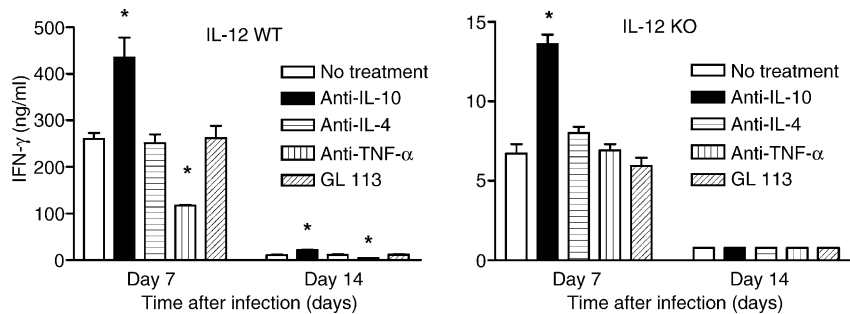 IL-12 WT
*
*
*
*
500
400
300
200
100
0
IFN-γ (ng/ml)
No treatment
Anti-IL-10
Anti-IL-4
Anti-TNF-α
GL 113
Day 7
Day 14
Time after infection (days)
IL-12 KO
*
15
10
5
0
No treatment
Anti-IL-10
Anti-IL-4
Anti-TNF-α
GL 113
Day 7
Day 14
Time after infection (days)